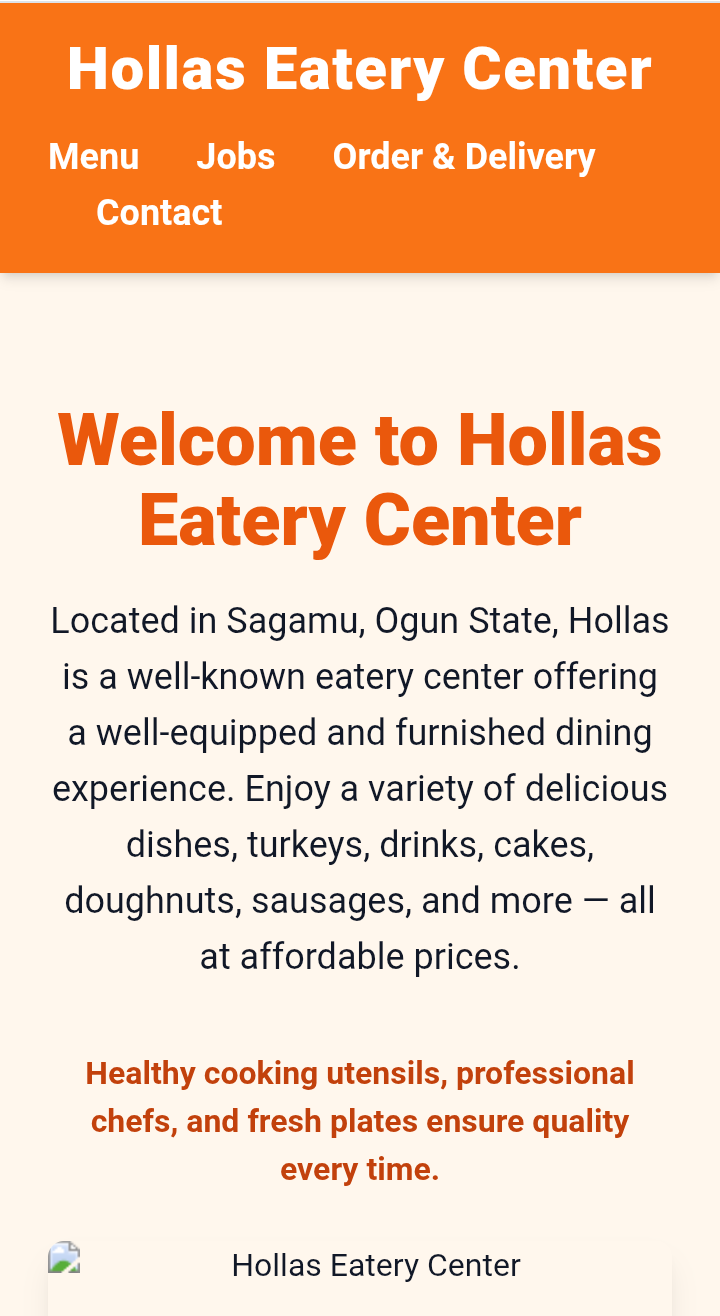 Hollas Eatery Center
Menu Jobs Order & Delivery
Contact
Welcome to Hollas
Eatery Center
Located in Sagamu, Ogun State, Hollas
is a well-known eatery center offering
a well-equipped and furnished dining
experience. Enjoy a variety of delicious
dishes, turkeys, drinks, cakes,
doughnuts, sausages, and more — all
at affordable prices.
Healthy cooking utensils, professional
chefs, and fresh plates ensure quality
every time.
Hollas Eatery Center